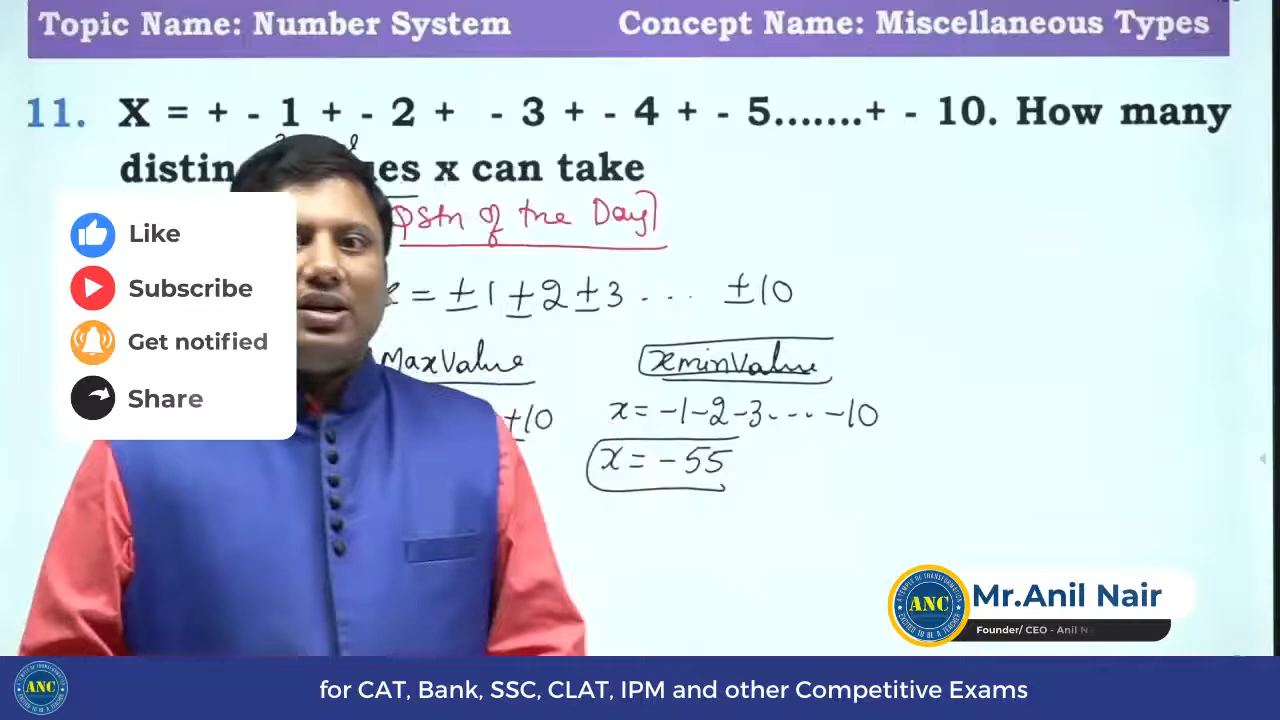 Topic Name: Number System
Concept Name: Miscellaneous Types
11. X = + - 1 + - 2 + - 3 + - 4 + - 5.......+ - 10. How many
x can take
Qstn of the Day]
= ±1 ±2 ±3 ... ±10
Max Value
+10
x min Value
x = -1-2-3... -10
x = -55
Like
Subscribe
Get notified
Share
ANC
Mr.Anil Nair
Founder/ CEO - Anil
ANC
for CAT, Bank, SSC, CLAT, IPM and other Competitive Exams